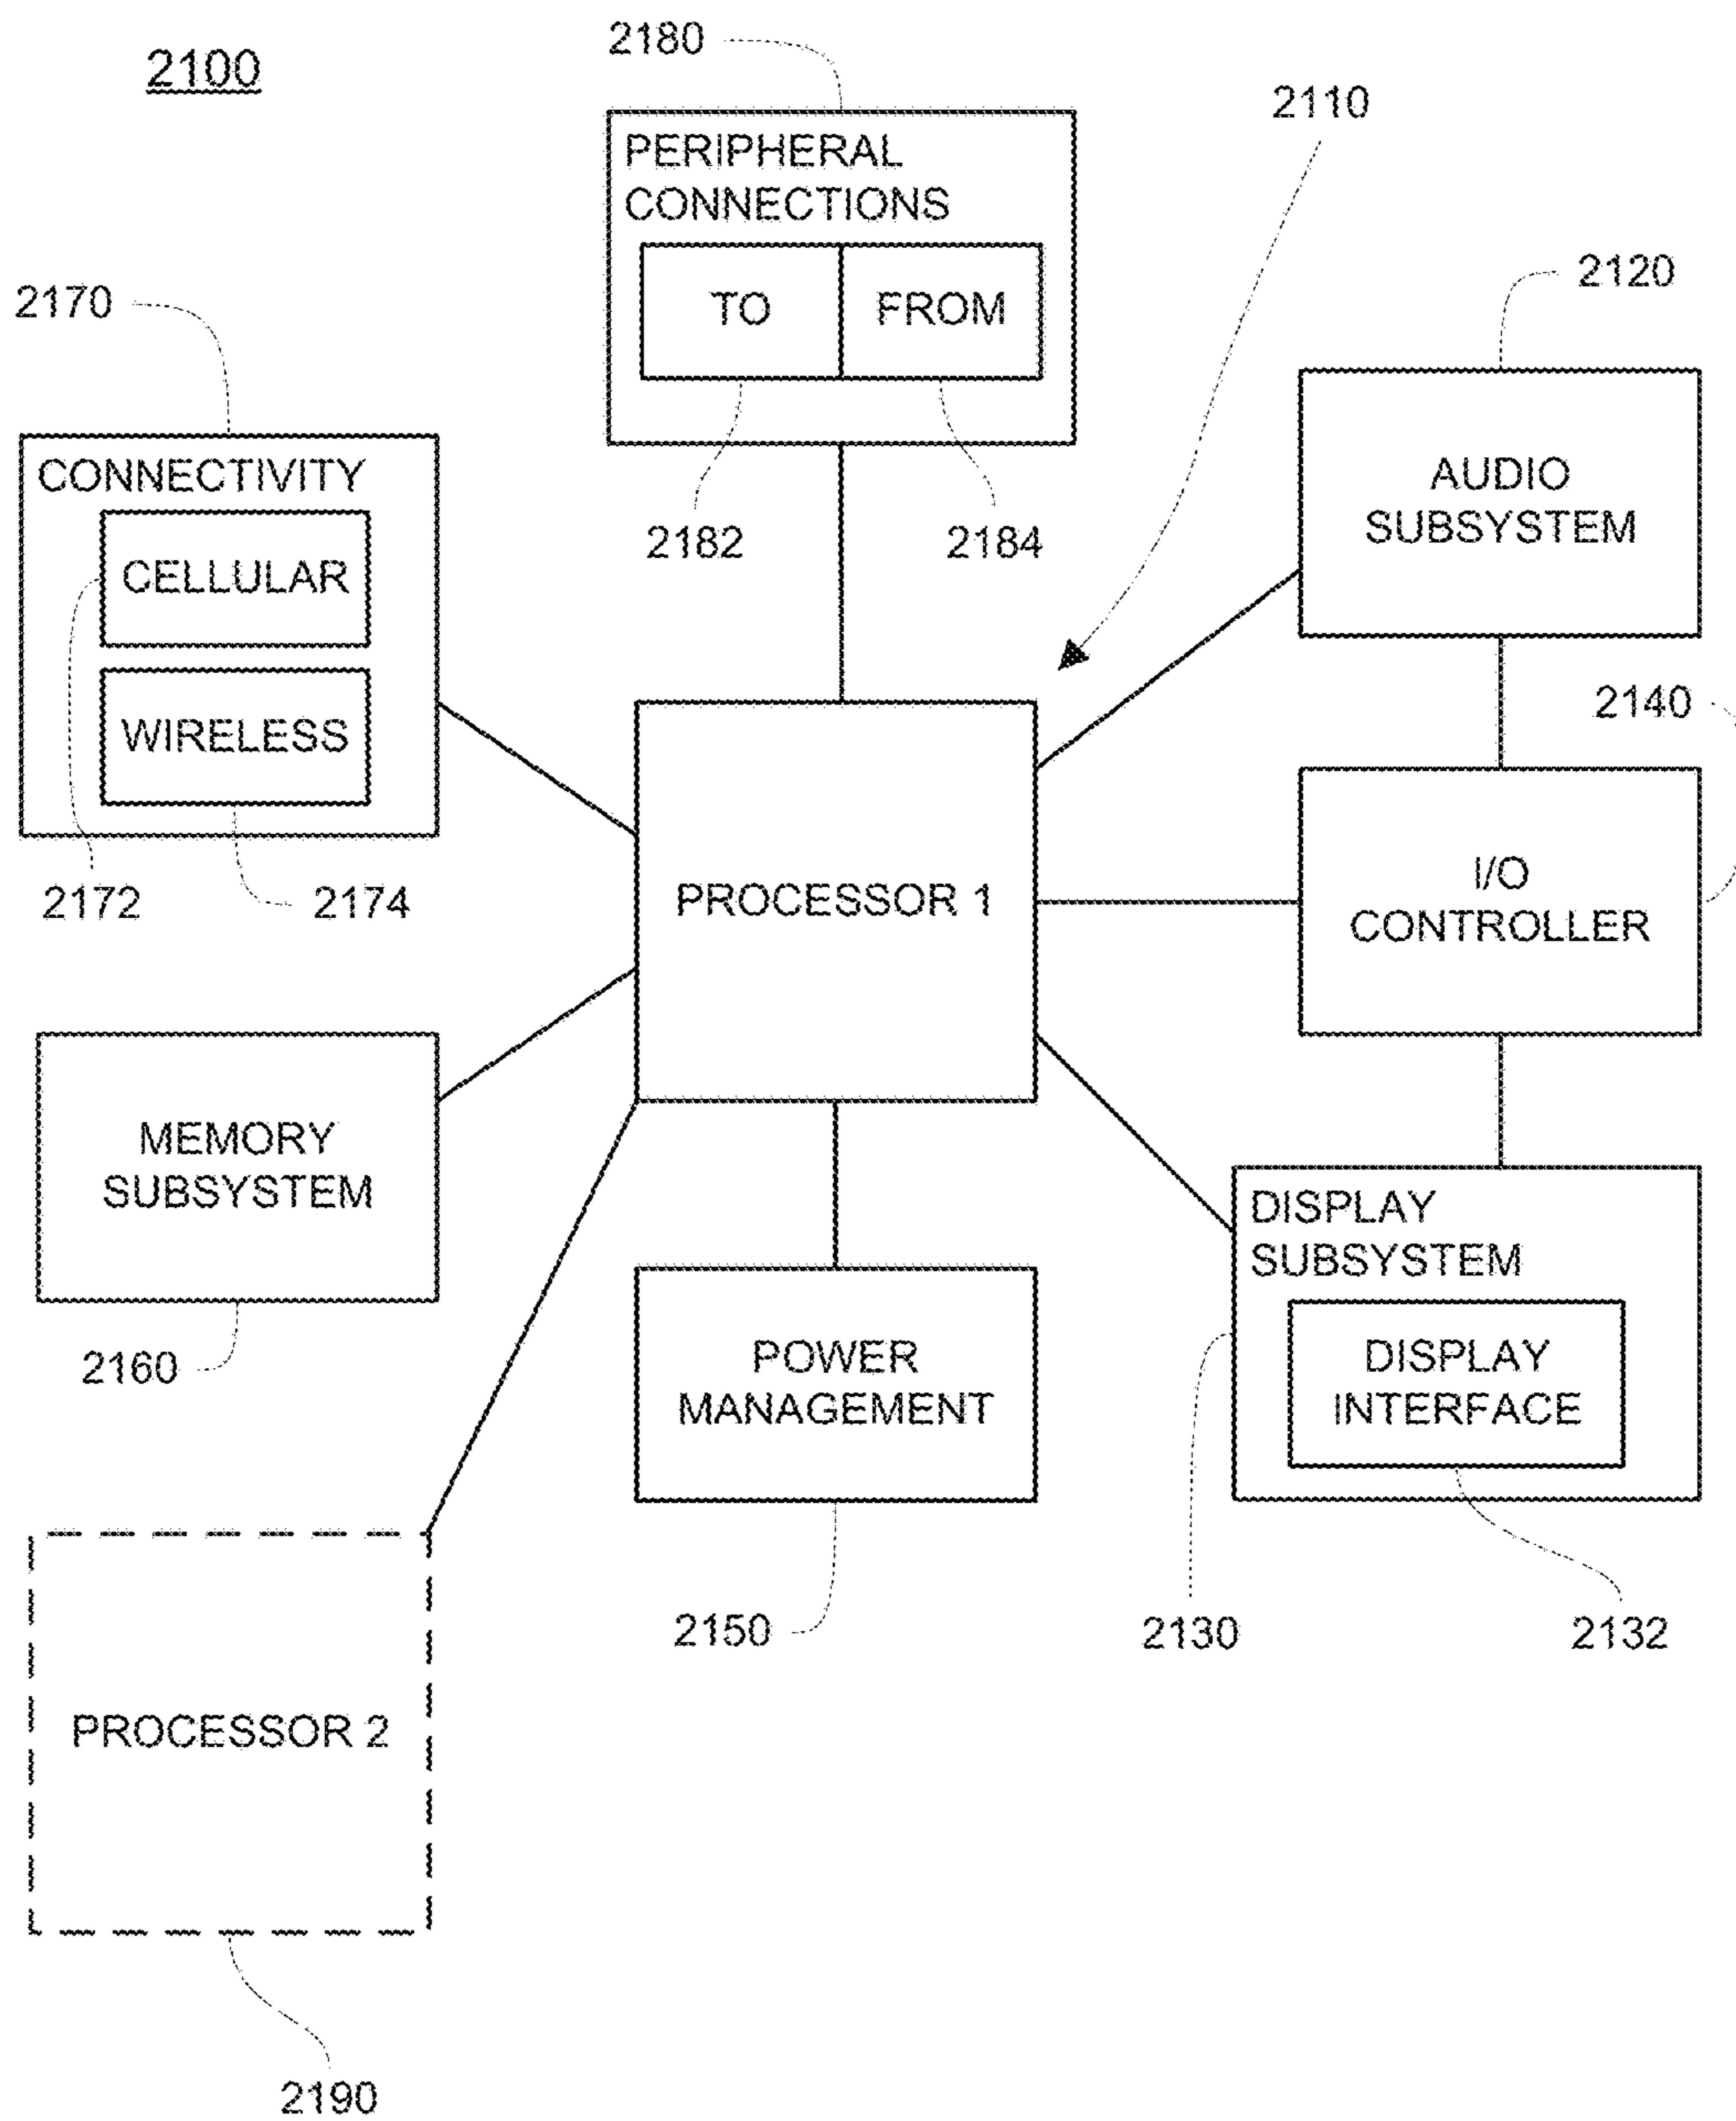 2100
2180
2110
PERIPHERAL
CONNECTIONS
TO
FROM
2182
2184
2170
CONNECTIVITY
CELLULAR
WIRELESS
2172
2174
2120
AUDIO
SUBSYSTEM
2140
I/O
CONTROLLER
PROCESSOR 1
MEMORY
SUBSYSTEM
2160
POWER
MANAGEMENT
2150
DISPLAY
SUBSYSTEM
DISPLAY
INTERFACE
2130
2132
PROCESSOR 2
2190